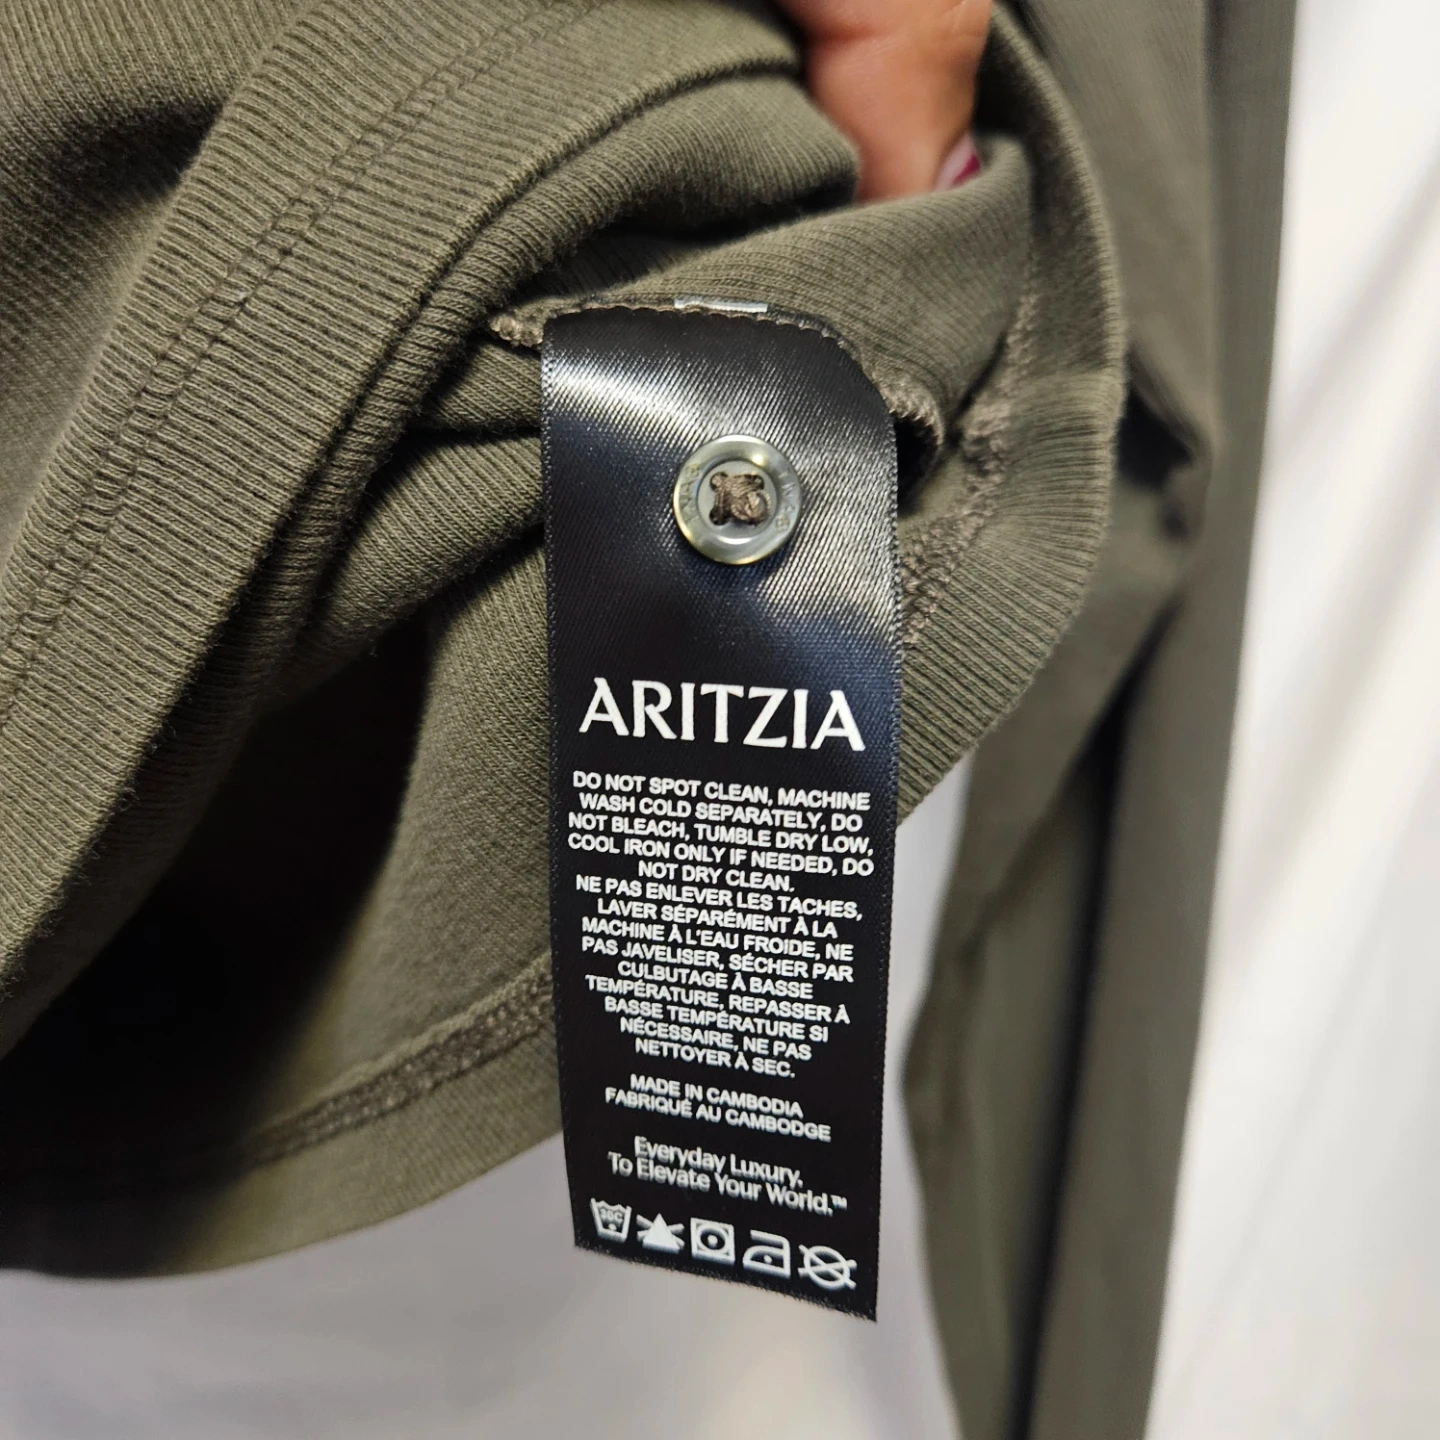 ARITZIA
DO NOT SPOT CLEAN, MACHINE
WASH COLD SEPARATELY, DO
NOT BLEACH, TUMBLE DRY LOW,
COOL IRON ONLY IF NEEDED, DO
NOT DRY CLEAN.
NE PAS ENLEVER LES TACHES,
LAVER SÉPARÉMENT À LA
MACHINE À L'EAU FROIDE, NE
PAS JAVELISER, SÉCHER PAR
CULBUTAGE À BASSE
TEMPÉRATURE, REPASSER À
BASSE TEMPÉRATURE SI
NÉCESSAIRE, NE PAS
NETTOYER À SEC.
MADE IN CAMBODIA
FABRIQUÉ AU CAMBODGE
Everyday Luxury,
To Elevate Your World.™
30C